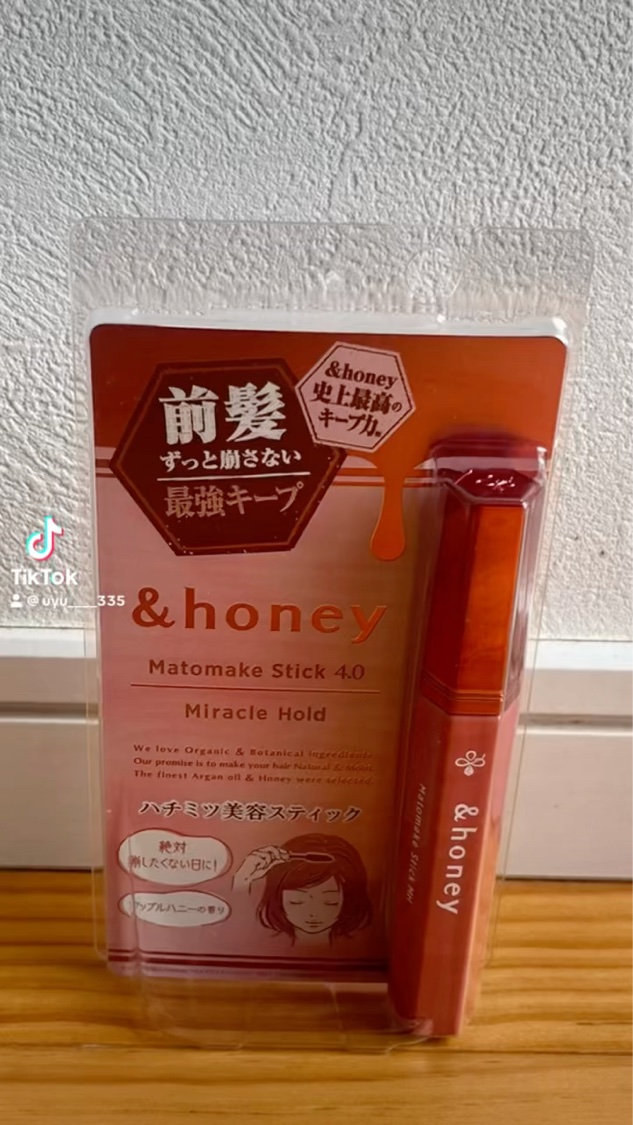 前髪
ずっと崩さない
最強キープ
&honey
史上最高の
キープ力。
TikTok
@uyu____335
&honey
Matomake Stick 4.0
Miracle Hold
We love Organic & Botanical ingredients.
Our promise is to make your hair Natural & Moist.
The finest Argan oil & Honey were selected.
ハチミツ美容スティック
絶対
崩したくない日に!
アップルハニーの香り
&honey
Matomake Stick